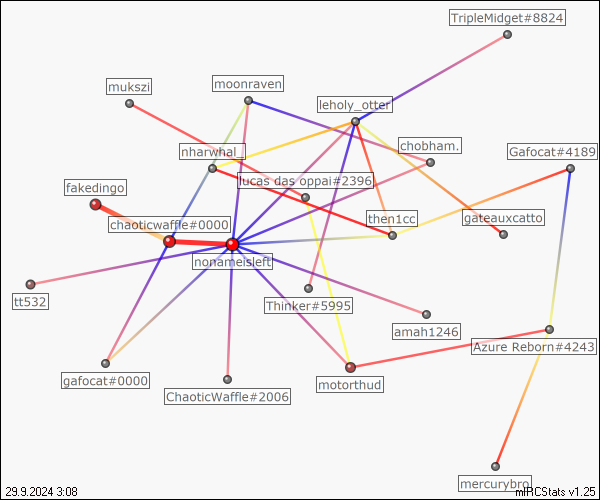 TripleMidget#8824
mukszi
moonraven
leholy_otter
nharwhal_
chobham.
Gafocat#4189
lucas das oppai#2396
fakedingo
chaoticwaffle#0000
then1cc
gateauxcatto
nonameisleft
tt532
Thinker#5995
amah1246
Azure Reborn#4243
gafocat#0000
ChaoticWaffle#2006
motorthud
mercurybro
29.9.2024 3:08
mIRCStats v1.25